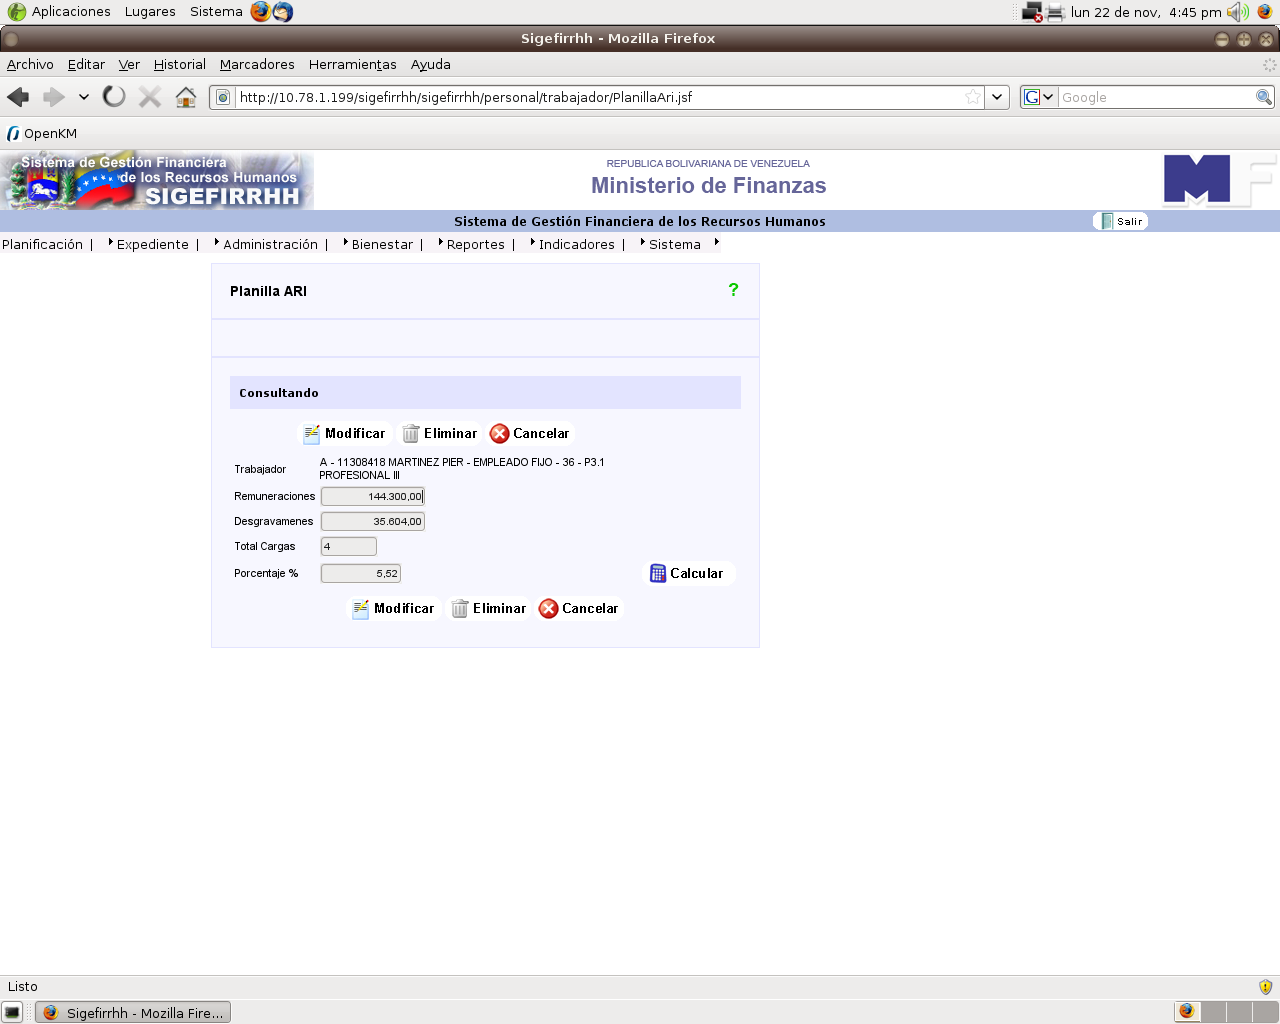 Aplicaciones Lugares Sistema lun 22 de nov, 4:45 pm
Sigefirrhh - Mozilla Firefox
Archivo Editar Ver Historial Marcadores Herramientas Ayuda
http://10.78.1.199/sigefirrhh/sigefirrhh/personal/trabajador/PlanillaAri.jsf Google
OpenKM
Sistema de Gestión Financiera
de los Recursos Humanos
SIGEFIRRHH
REPUBLICA BOLIVARIANA DE VENEZUELA
Ministerio de Finanzas
MF
Sistema de Gestión Financiera de los Recursos Humanos Salir
Planificación | Expediente | Administración | Bienestar | Reportes | Indicadores | Sistema
Planilla ARI ?
Consultando
Modificar Eliminar Cancelar
Trabajador A - 11308418 MARTINEZ PIER - EMPLEADO FIJO - 36 - P3.1
PROFESIONAL III
Remuneraciones 144.300,00
Desgravamenes 35.604,00
Total Cargas 4
Porcentaje % 5,52 Calcular
Modificar Eliminar Cancelar
Listo
Sigefirrhh - Mozilla Fire...